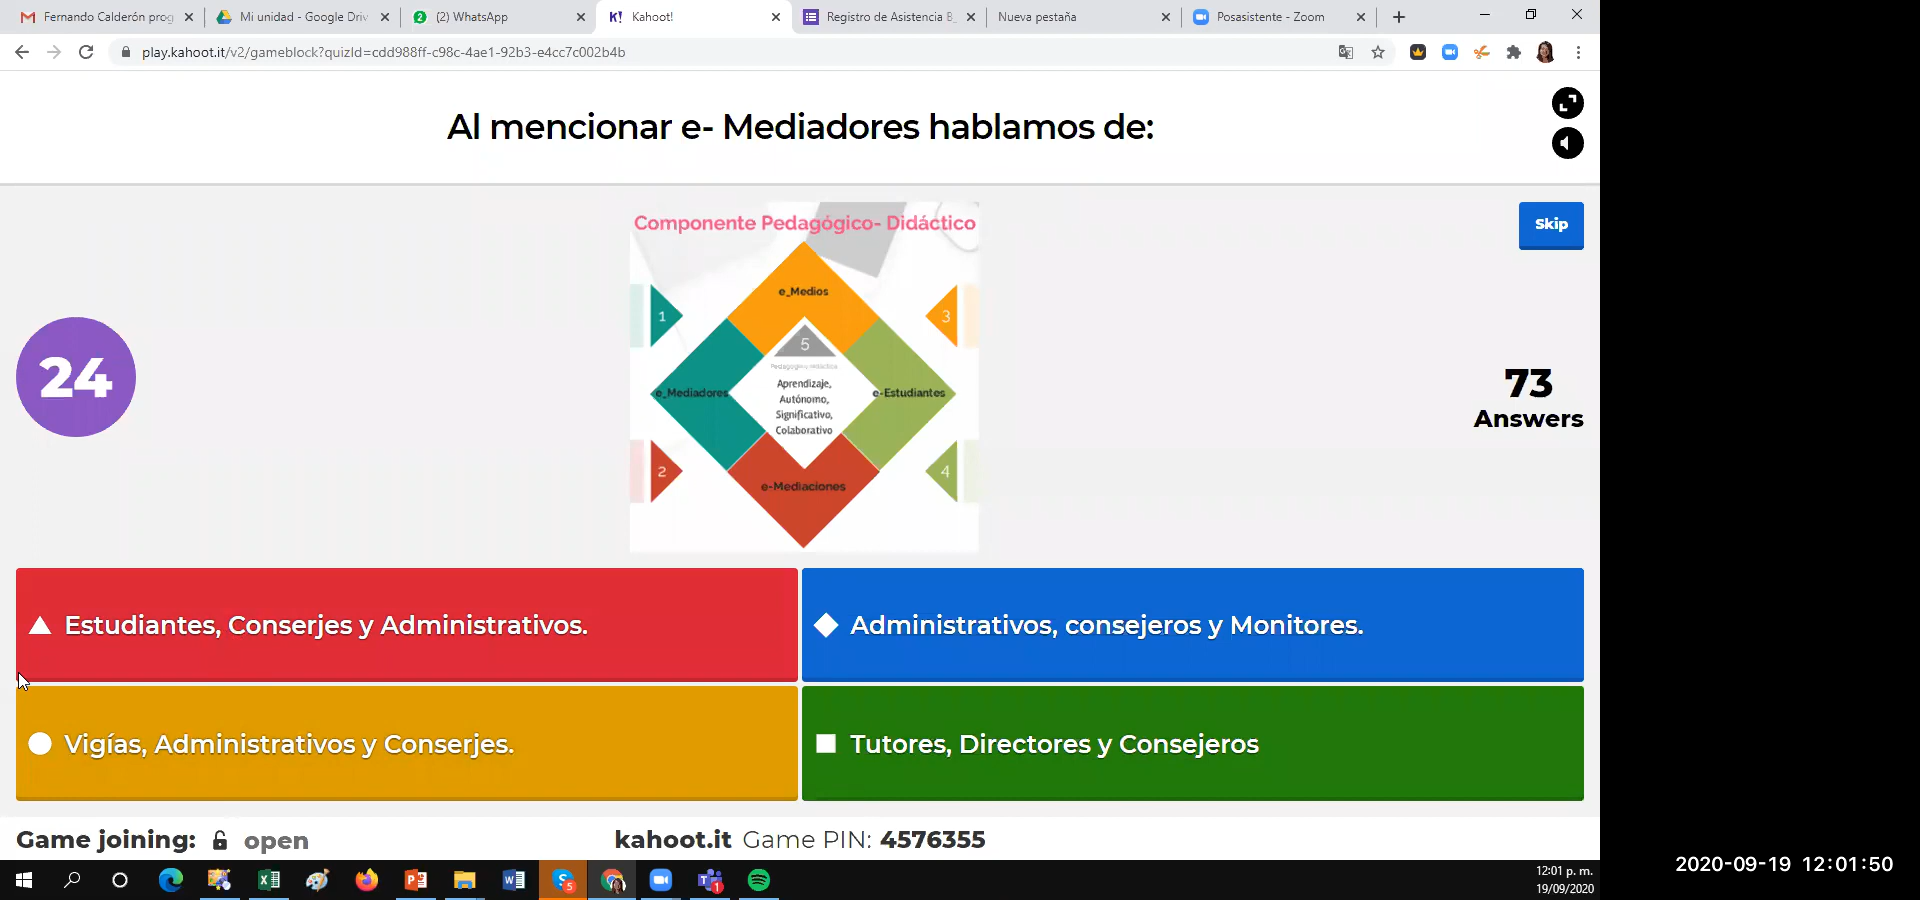 Fernando Calderón prog
Mi unidad - Google Driv
(2) WhatsApp
Kahoot!
Registro de Asistencia B_
Nueva pestaña
Posasistente - Zoom
play.kahoot.it/v2/gameblock?quizId=cdd988ff-c98c-4ae1-92b3-e4cc7c002b4b
Al mencionar e- Mediadores hablamos de:
Componente Pedagógico- Didáctico
Skip
e_Medios
1
3
5
24
73
Answers
e_Mediadores
Aprendizaje,
Autónomo,
Significativo,
Colaborativo
e-Estudiantes
2
4
e-Mediaciones
Estudiantes, Conserjes y Administrativos.
Administrativos, consejeros y Monitores.
Vigías, Administrativos y Conserjes.
Tutores, Directores y Consejeros
Game joining: open
kahoot.it Game PIN: 4576355
12:01 p. m.
19/09/2020
2020-09-19 12:01:50